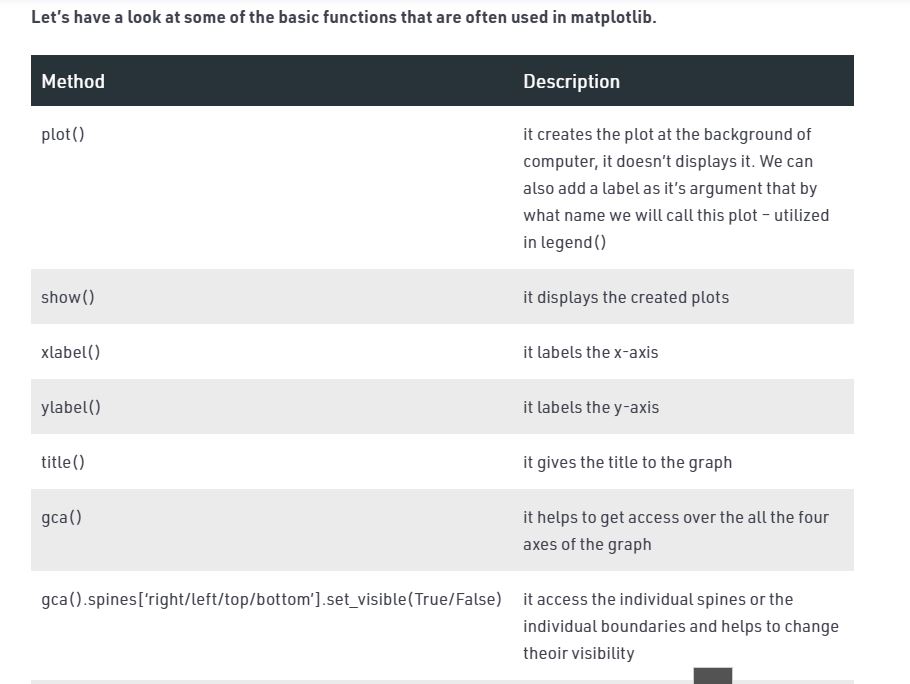 Let's have a look at some of the basic functions that are often used in matplotlib.
Method Description
plot() it creates the plot at the background of
computer, it doesn't displays it. We can
also add a label as it's argument that by
what name we will call this plot – utilized
in legend()
show() it displays the created plots
xlabel() it labels the x-axis
ylabel() it labels the y-axis
title() it gives the title to the graph
gca() it helps to get access over the all the four
axes of the graph
gca().spines['right/left/top/bottom'].set_visible(True/False) it access the individual spines or the
individual boundaries and helps to change
theoir visibility